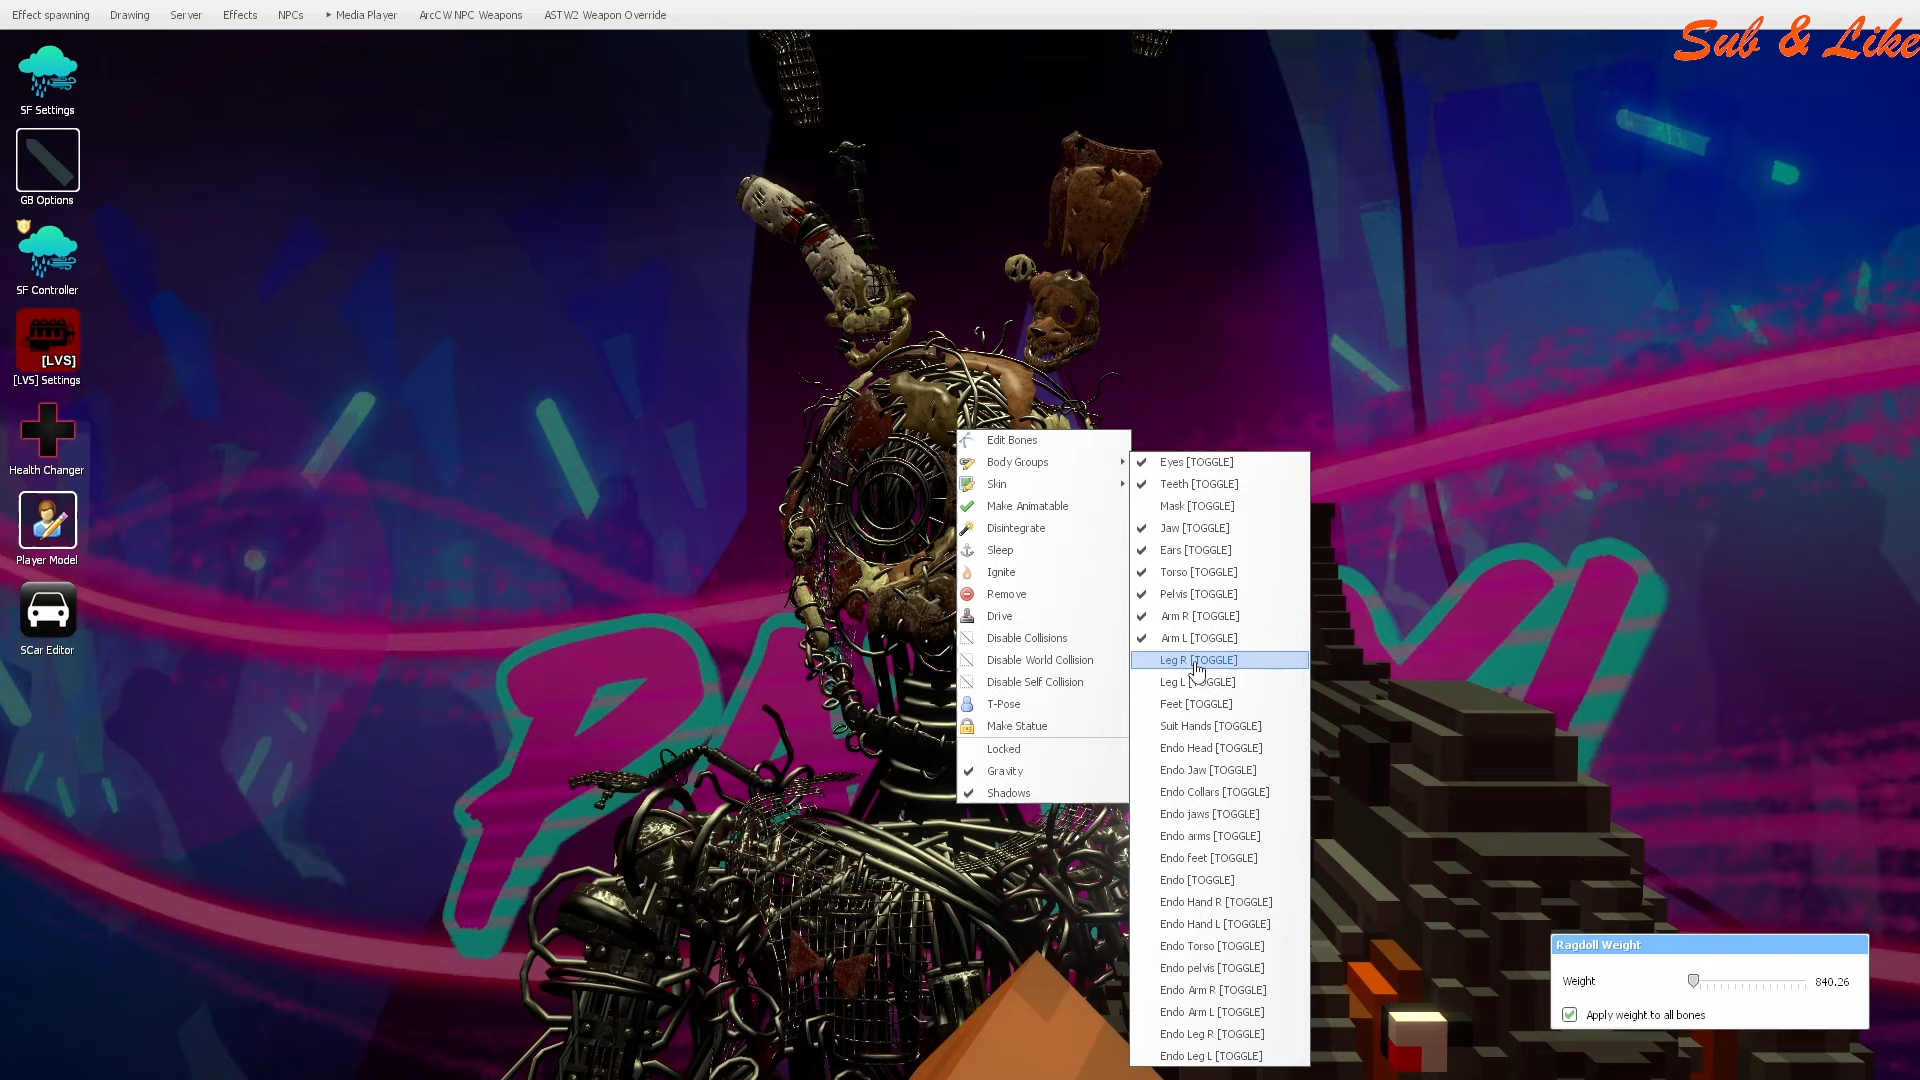 Effect spawning
Drawing
Server
Effects
NPCs
Media Player
ArcCW NPC Weapons
ASTW2 Weapon Override
Sub & Like
SF Settings
GB Options
SF Controller
[LVS]
[LVS] Settings
Health Changer
Player Model
SCar Editor
Edit Bones
Body Groups
Skin
Make Animatable
Disintegrate
Sleep
Ignite
Remove
Drive
Disable Collisions
Disable World Collision
Disable Self Collision
T-Pose
Make Statue
Locked
Gravity
Shadows
Eyes [TOGGLE]
Teeth [TOGGLE]
Mask [TOGGLE]
Jaw [TOGGLE]
Ears [TOGGLE]
Torso [TOGGLE]
Pelvis [TOGGLE]
Arm R [TOGGLE]
Arm L [TOGGLE]
Leg R [TOGGLE]
Leg L [TOGGLE]
Feet [TOGGLE]
Suit Hands [TOGGLE]
Endo Head [TOGGLE]
Endo Jaw [TOGGLE]
Endo Collars [TOGGLE]
Endo jaws [TOGGLE]
Endo arms [TOGGLE]
Endo feet [TOGGLE]
Endo [TOGGLE]
Endo Hand R [TOGGLE]
Endo Hand L [TOGGLE]
Endo Torso [TOGGLE]
Endo pelvis [TOGGLE]
Endo Arm R [TOGGLE]
Endo Arm L [TOGGLE]
Endo Leg R [TOGGLE]
Endo Leg L [TOGGLE]
Ragdoll Weight
Weight
840.26
Apply weight to all bones